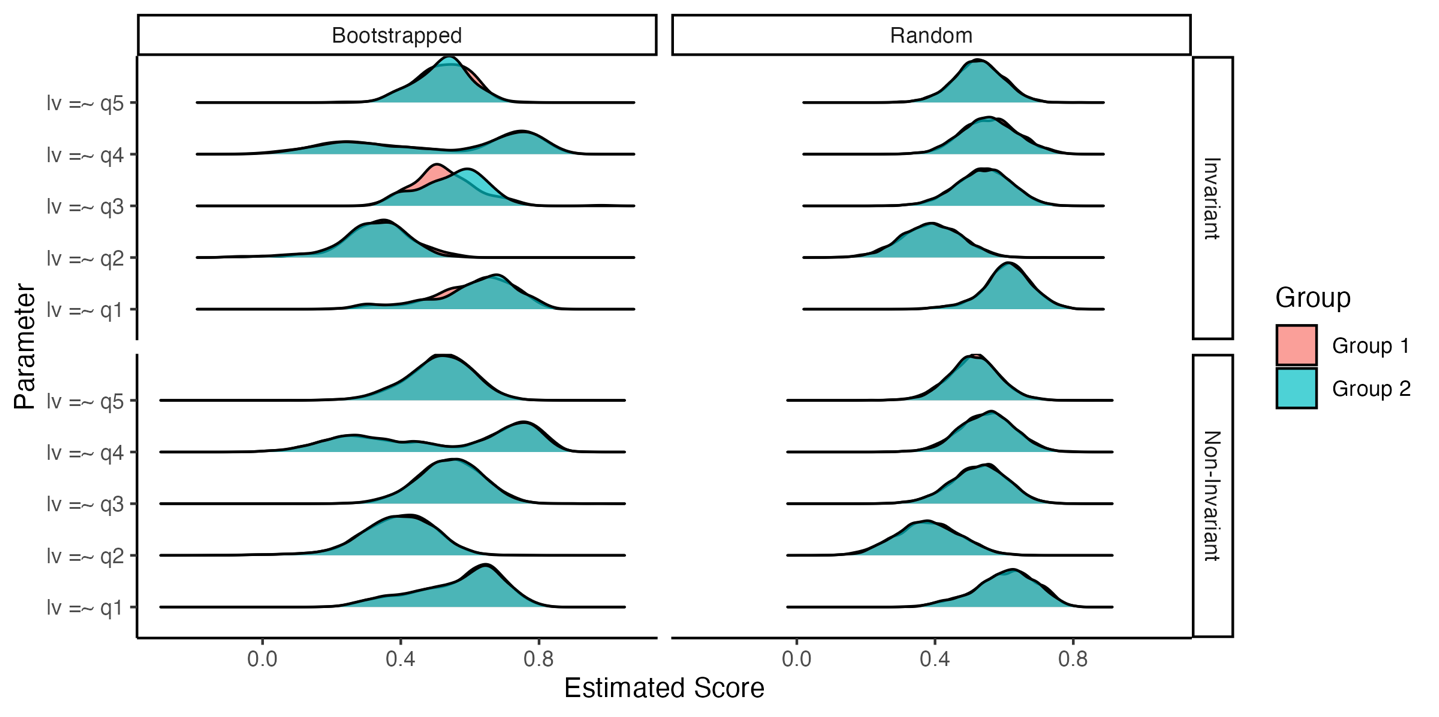 Bootstrapped
Random
lv =~ q5
lv =~ q4
lv =~ q3
lv =~ q2
lv =~ q1
Invariant
lv =~ q5
lv =~ q4
lv =~ q3
lv =~ q2
lv =~ q1
Non-Invariant
Parameter
0.0 0.4 0.8
0.0 0.4 0.8
Estimated Score
Group
Group 1
Group 2